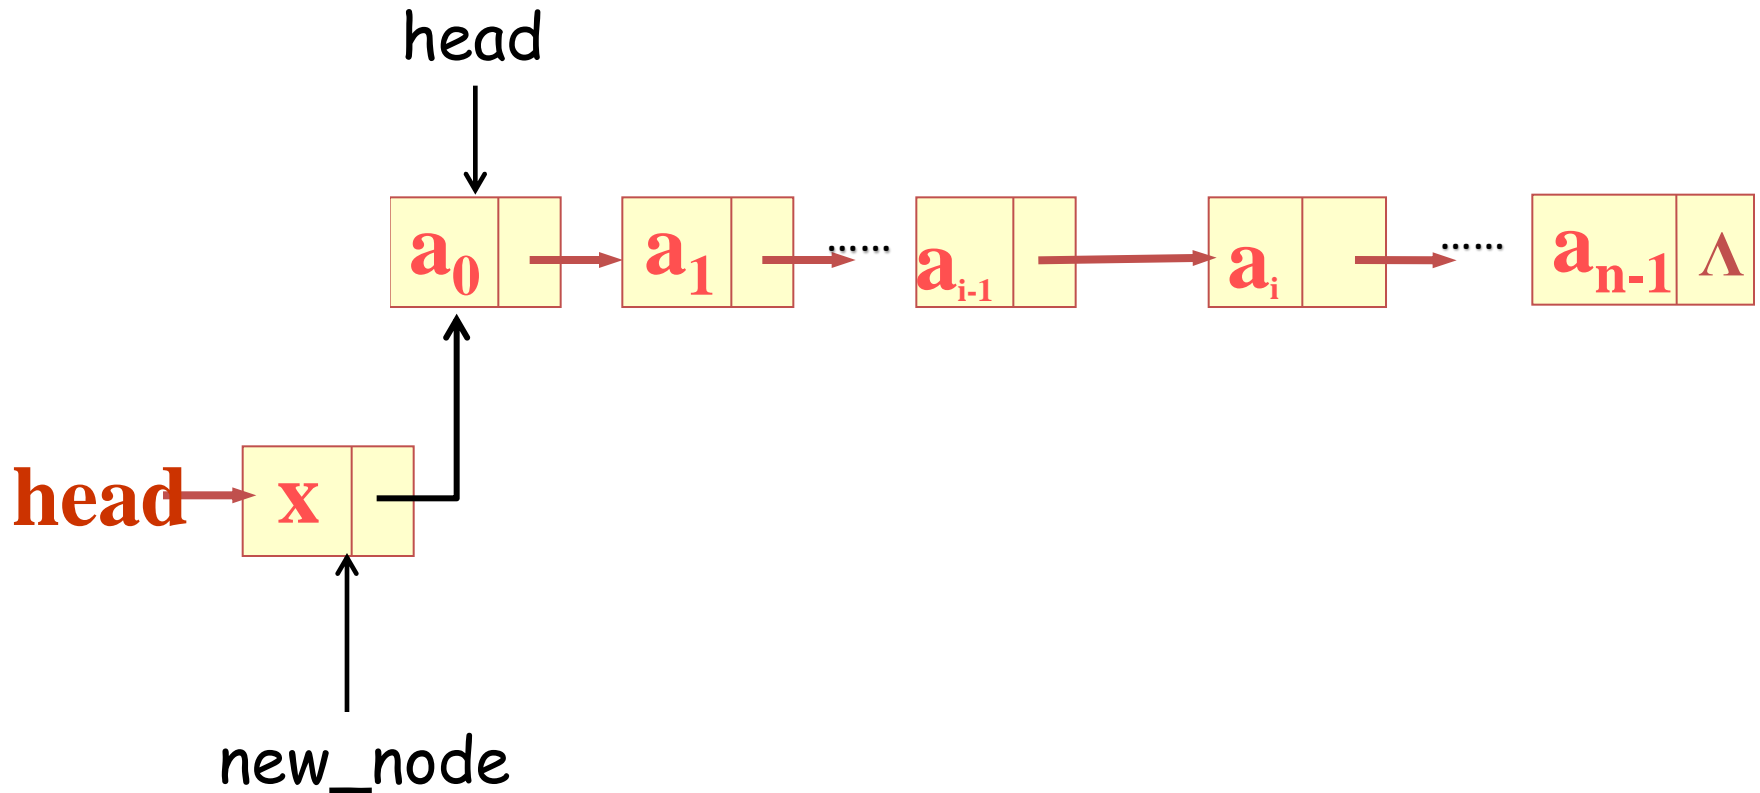 head
a0 a1 ...... ai-1 ai ...... an-1 Λ
head x
new_node